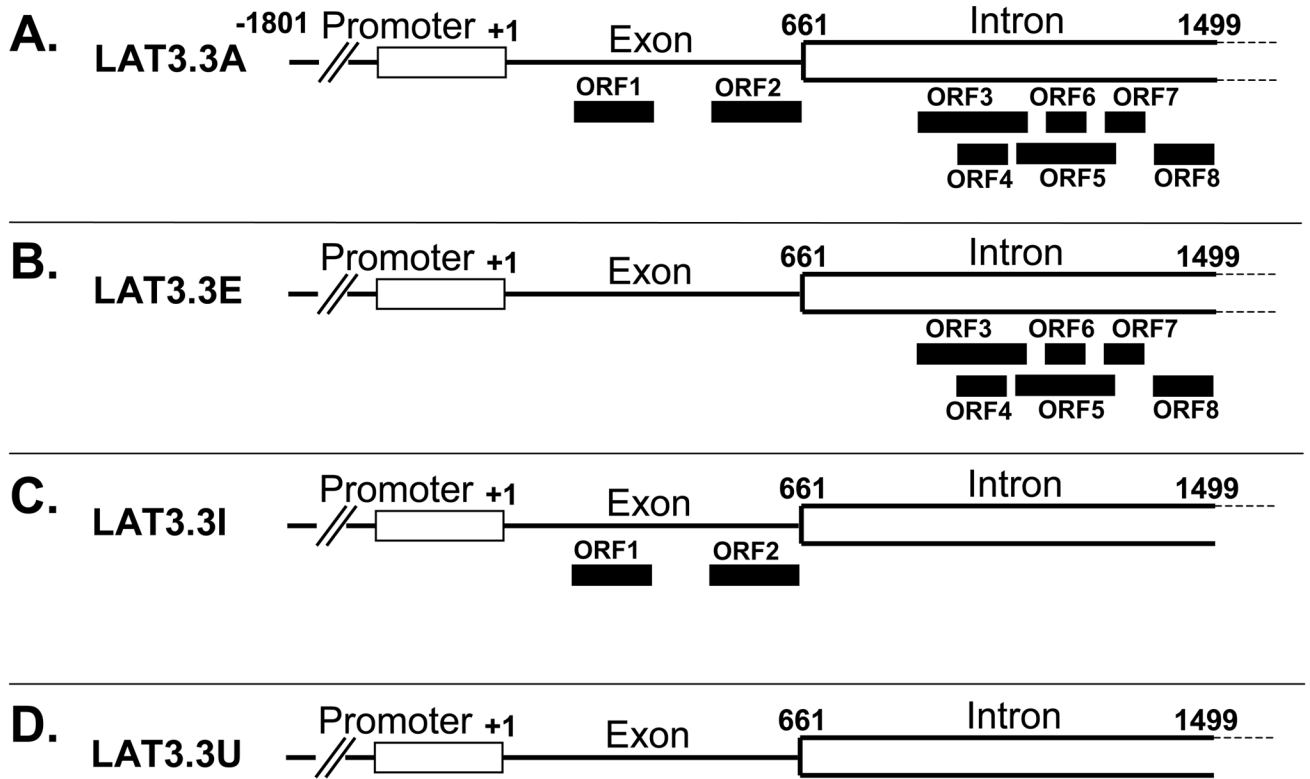 A.
LAT3.3A
-1801 Promoter +1 Exon 661 Intron 1499
ORF1 ORF2 ORF3 ORF6 ORF7
ORF4 ORF5 ORF8
B.
LAT3.3E
Promoter +1 Exon 661 Intron 1499
ORF3 ORF6 ORF7
ORF4 ORF5 ORF8
C.
LAT3.3I
Promoter +1 Exon 661 Intron 1499
ORF1 ORF2
D.
LAT3.3U
Promoter +1 Exon 661 Intron 1499